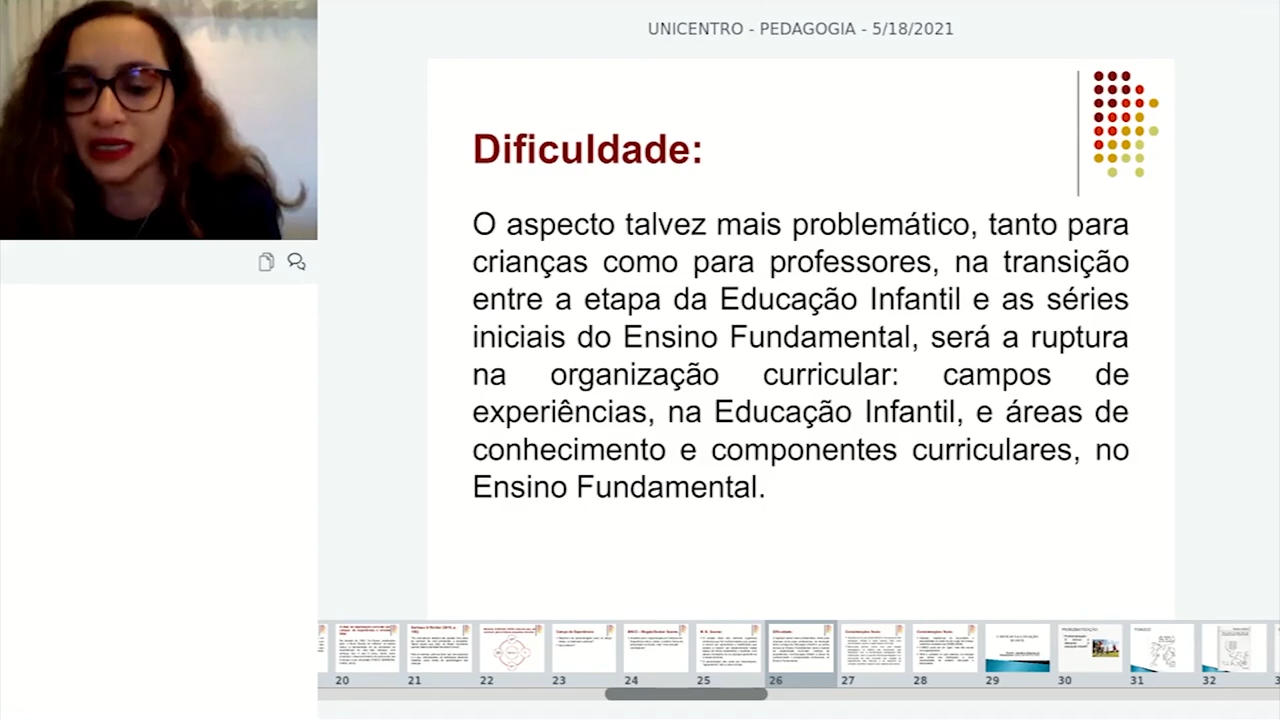 UNICENTRO - PEDAGOGIA - 5/18/2021
Dificuldade:
O aspecto talvez mais problemático, tanto para
crianças como para professores, na transição
entre a etapa da Educação Infantil e as séries
iniciais do Ensino Fundamental, será a ruptura
na organização curricular: campos de
experiências, na Educação Infantil, e áreas de
conhecimento e componentes curriculares, no
Ensino Fundamental.
20 21 22 23 24 25 26 27 28 29 30 31 32